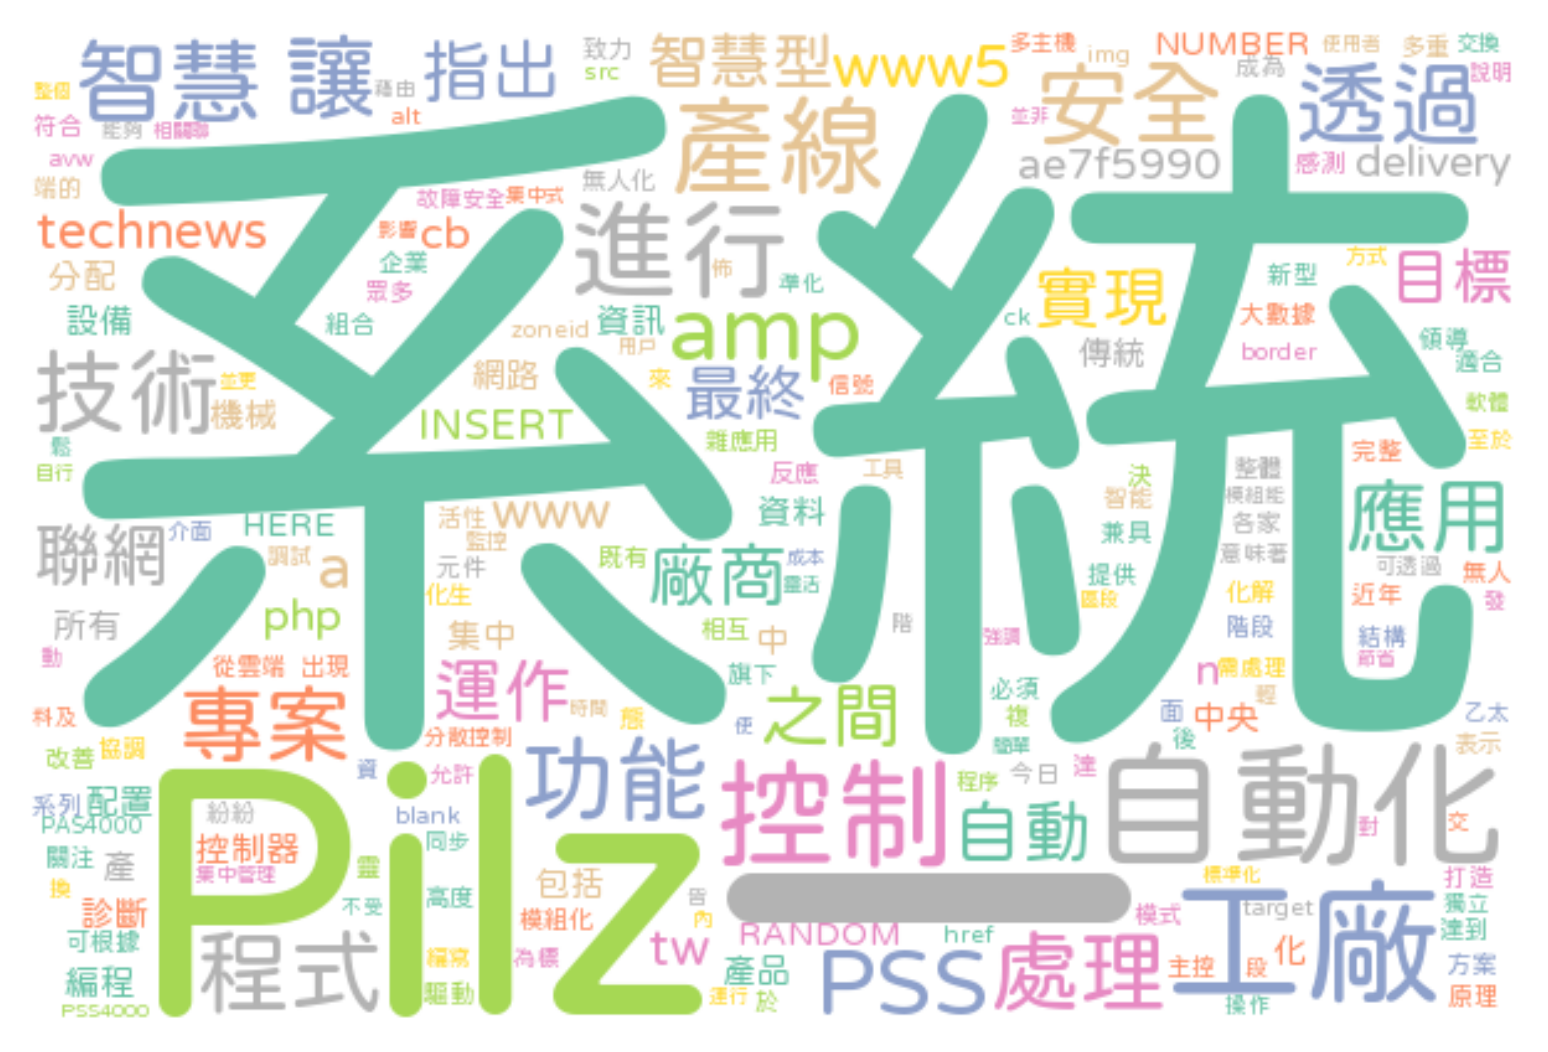 智慧 讓 指出 致力 智慧型 www5 多主機 img NUMBER 使用者 多重 交換
整個 藉由 src 安全 成為 透過 說明
符合 能夠 相關聯 alt 產線 並非
avw ae7f5990 感測 delivery
端的 故障安全 集中式 無人化
technews 影響 cb 進行
系統
分配 企業 佈 準化 實現 新型 方式 目標
眾多
設備 組合 zoneid 資訊 amp ck 大數據
用戶 傳統 border 領導
技術 並更 網路 來 最終 信號 適合
機械 INSERT 雜應用 軟體
鬆 完整 至於
自行 反應 工具 決 整體
智能 模組能
聯網 介面 HERE 活性 www 資料 兼具 各家 應用
監控
調試 a 元件 既有 廠商 成本 意味著 可透過
靈活 提供 無人
化生 區段 化解 近年 發
所有 php 集中 相互 中 階 強調 階段 結構
動 從雲端 出現 旗下 n 需處理 節省
運作 必須 輕
料及 專案 時間 態 便 之間 複 面 中央 乙太
改善 協調 分散控制 簡單 後 表示
資 允許 功能 控制 程序 今日 達 自動化
系列 配置 紛紛 blank 自動
PAS4000 對 交
Pilz
關注 產 控制器 同步
集中管理 靈 標準化 打造
換 包括 工廠
診斷 不受 高度 皆 模式 target 獨立
模組化 內 達到
可根據 程式 RANDOM href
編寫 為標 tw 處理 化
編程 產品 PSS 主控 段 方案
驅動 運行 原理
PSS4000 於 操作